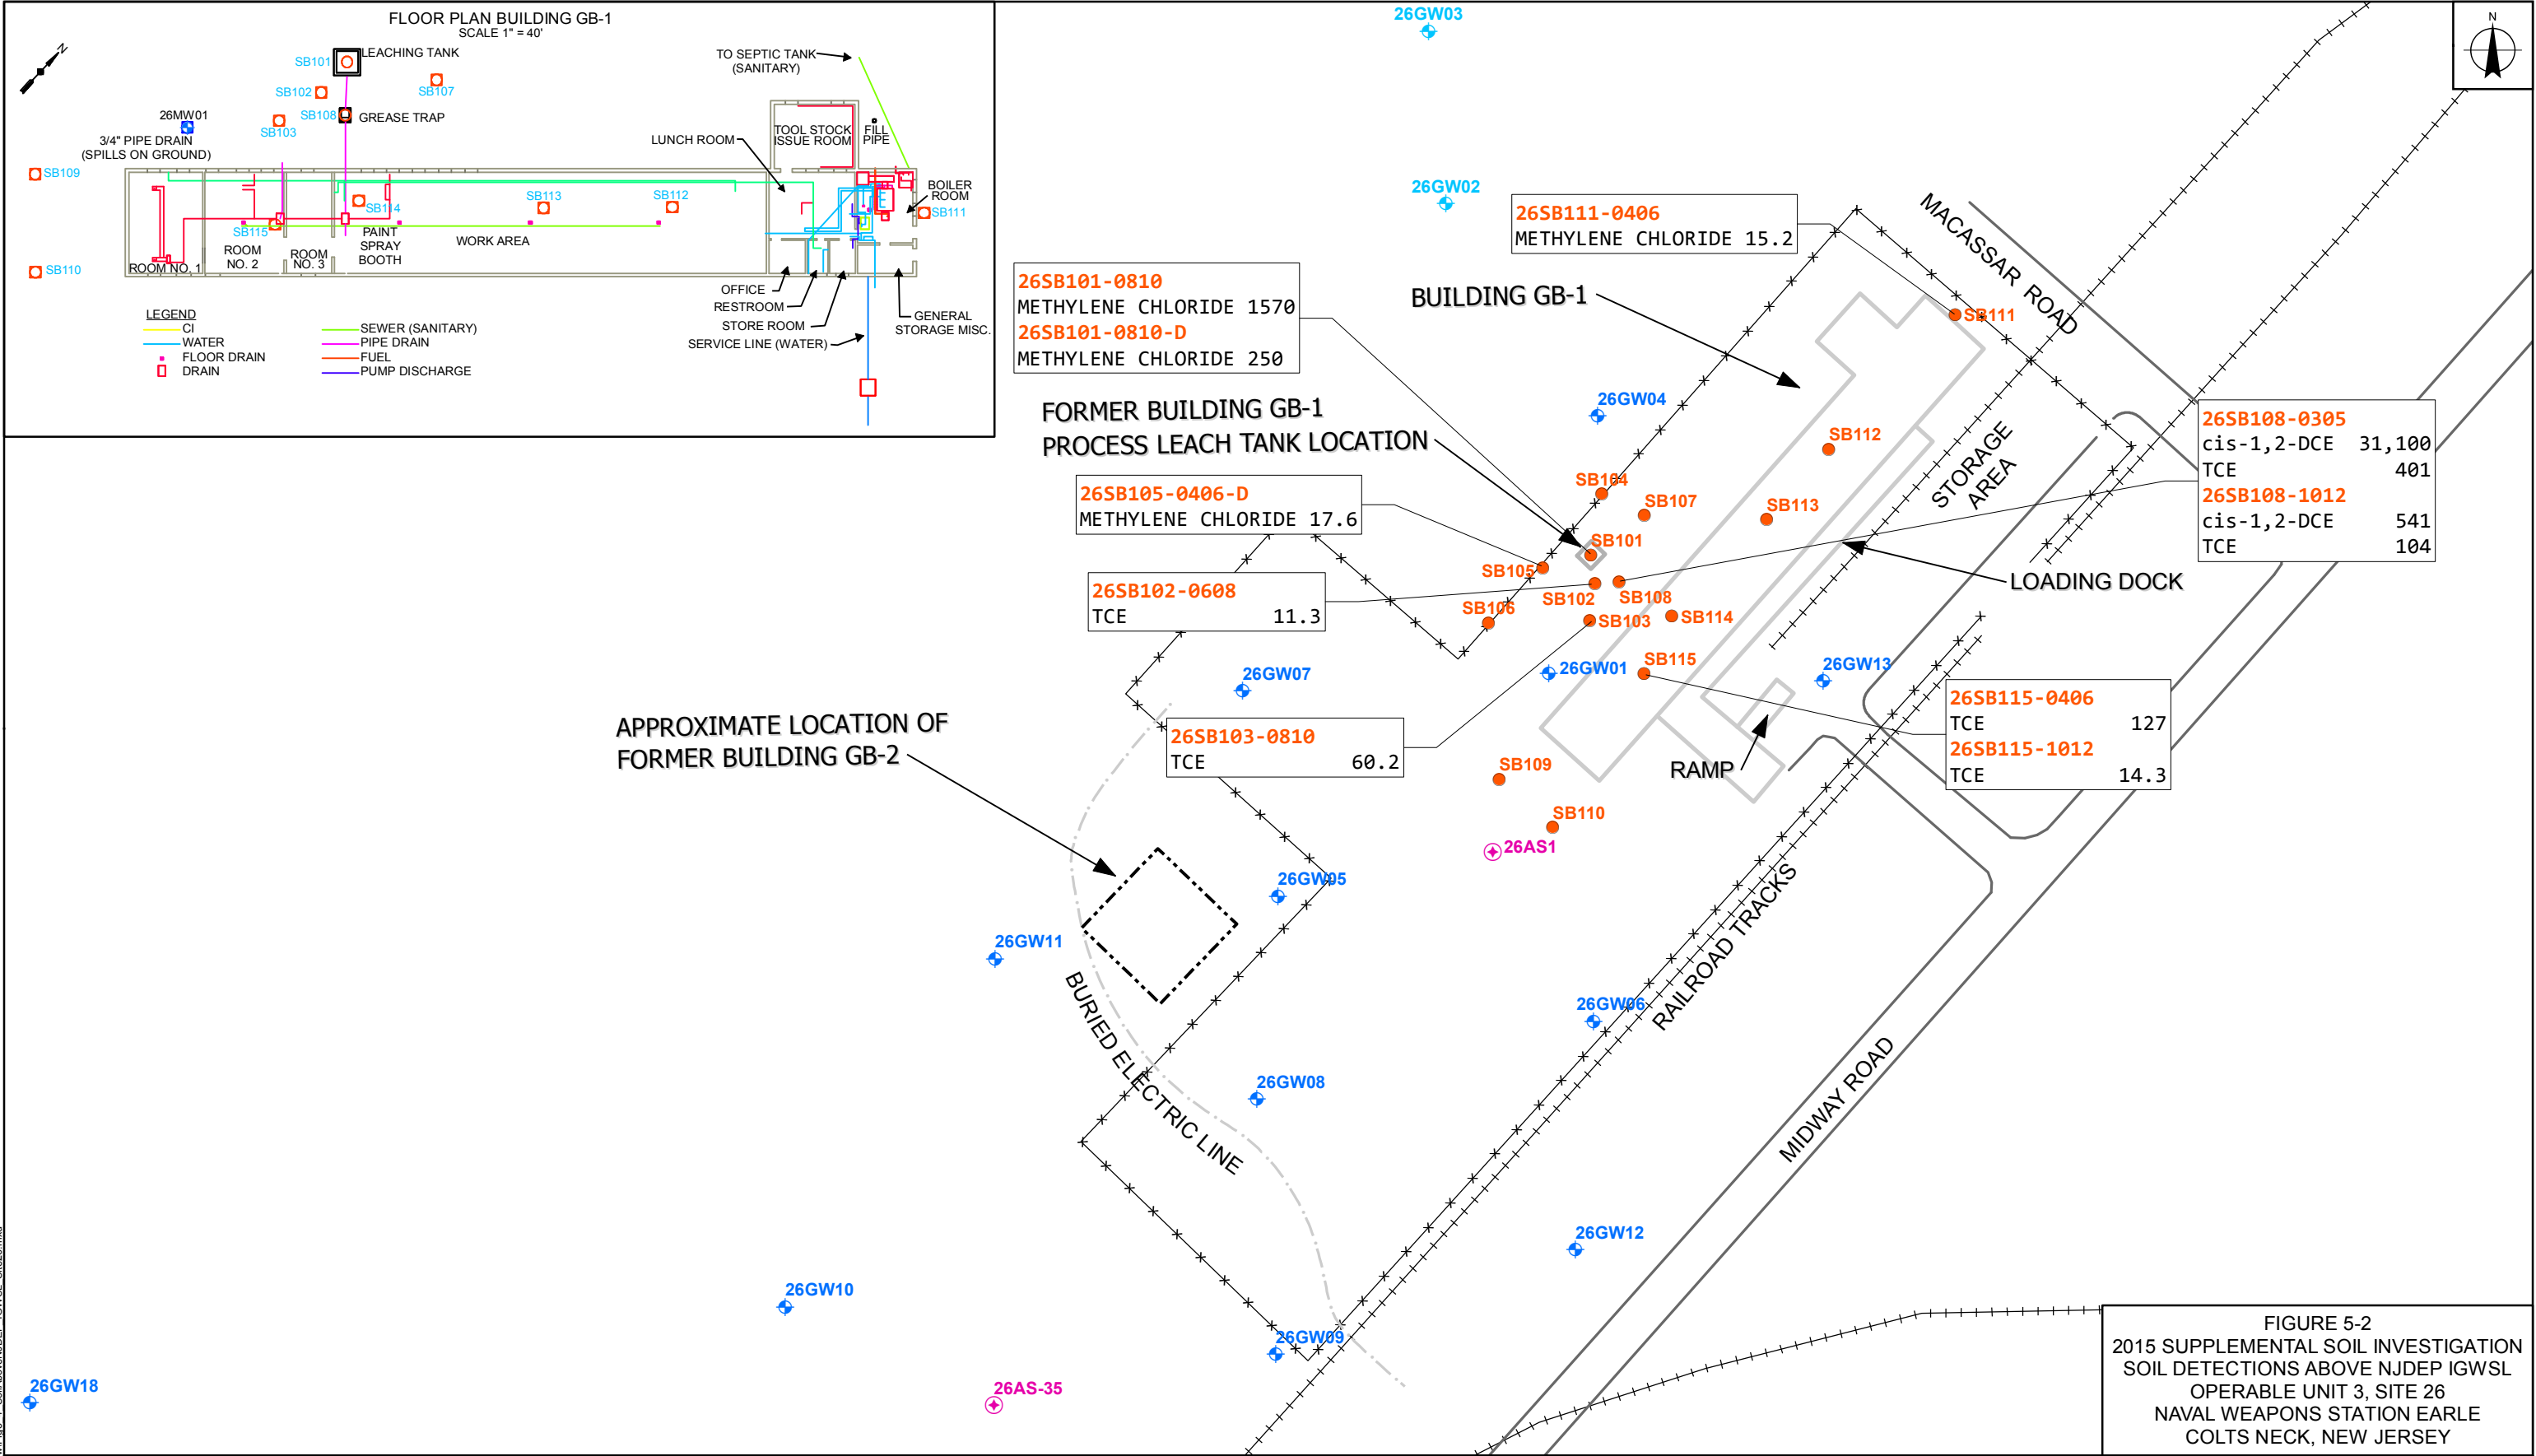 FLOOR PLAN BUILDING GB-1
SCALE 1" = 40'
N
SB101
LEACHING TANK
SB102
SB107
26MW01
SB103
SB108
GREASE TRAP
3/4" PIPE DRAIN
(SPILLS ON GROUND)
TO SEPTIC TANK
(SANITARY)
LUNCH ROOM
TOOL STOCK
ISSUE ROOM
FILL
PIPE
SB109
SB110
SB114
SB113
SB112
BOILER
ROOM
SB111
SB115
ROOM NO. 1
ROOM
NO. 2
ROOM
NO. 3
PAINT
SPRAY
BOOTH
WORK AREA
OFFICE
RESTROOM
STORE ROOM
SERVICE LINE (WATER)
GENERAL
STORAGE MISC.
LEGEND
CI
WATER
FLOOR DRAIN
DRAIN
SEWER (SANITARY)
PIPE DRAIN
FUEL
PUMP DISCHARGE
26GW03
N
26GW02
26SB111-0406
METHYLENE CHLORIDE 15.2
MACASSAR ROAD
26SB101-0810
METHYLENE CHLORIDE 1570
26SB101-0810-D
METHYLENE CHLORIDE 250
BUILDING GB-1
SB111
FORMER BUILDING GB-1
PROCESS LEACH TANK LOCATION
26GW04
SB112
STORAGE
AREA
26SB108-0305
cis-1,2-DCE 31,100
TCE 401
26SB108-1012
cis-1,2-DCE 541
TCE 104
26SB105-0406-D
METHYLENE CHLORIDE 17.6
SB104
SB107
SB113
SB101
SB105
LOADING DOCK
26SB102-0608
TCE 11.3
SB102
SB108
SB106
SB103
SB114
26GW07
26GW01
SB115
26GW13
26SB115-0406
TCE 127
26SB115-1012
TCE 14.3
APPROXIMATE LOCATION OF
FORMER BUILDING GB-2
26SB103-0810
TCE 60.2
SB109
RAMP
SB110
26AS1
26GW05
26GW11
RAILROAD TRACKS
26GW06
BURIED ELECTRIC LINE
26GW08
MIDWAY ROAD
26GW12
26GW10
26GW09
26GW18
26AS-35
FIGURE 5-2
2015 SUPPLEMENTAL SOIL INVESTIGATION
SOIL DETECTIONS ABOVE NJDEP IGWSL
OPERABLE UNIT 3, SITE 26
NAVAL WEAPONS STATION EARLE
COLTS NECK, NEW JERSEY